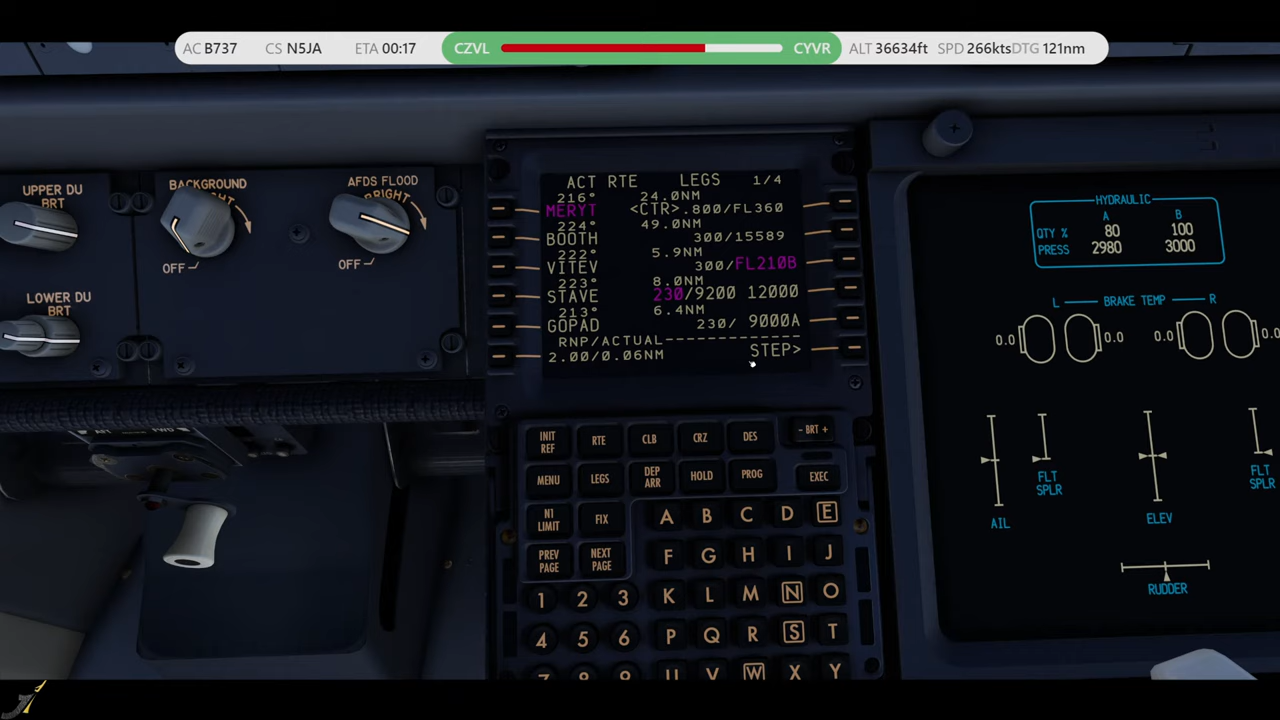 AC B737 CS N5JA ETA 00:17 CZVL CYVR ALT 36634ft SPD 266kts DTG 121nm
UPPER DU
BRT
BACKGROUND
OFF
AFDS FLOOD
BRIGHT
OFF
LOWER DU
BRT
ACT RTE LEGS 1/4
216° 24.0NM
MERYT <CTR>.800/FL360
224° 49.0NM
BOOTH 300/15589
222° 5.9NM
VITEV 300/FL210B
223° 8.0NM
STAVE 230/9200 12000
213° 6.4NM
GOPAD 230/ 9000A
RNP/ACTUAL----------------
2.00/0.06NM STEP>
INIT
REF
RTE
CLB
CRZ
DES
- BRT +
MENU
LEGS
DEP
ARR
HOLD
PROG
EXEC
N1
LIMIT
FIX
A B C D E
PREV
PAGE
NEXT
PAGE
F G H I J
1 2 3
K L M N O
4 5 6
P Q R S T
U V W X Y
HYDRAULIC
A B
QTY % 80 100
PRESS 2980 3000
L BRAKE TEMP R
0.0 0.0 0.0
FLT
SPLR
FLT
SPLR
AIL
ELEV
RUDDER